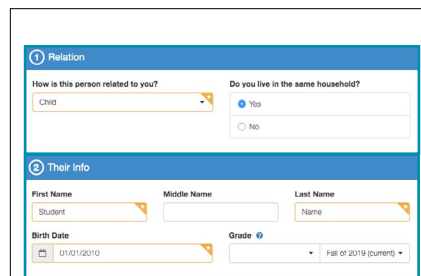 1 Relation
How is this person related to you? Do you live in the same household?
Child Yes
No
2 Their Info
First Name Middle Name Last Name
Student Name
Birth Date Grade ?
01/01/2010 Fall of 2019 (current)